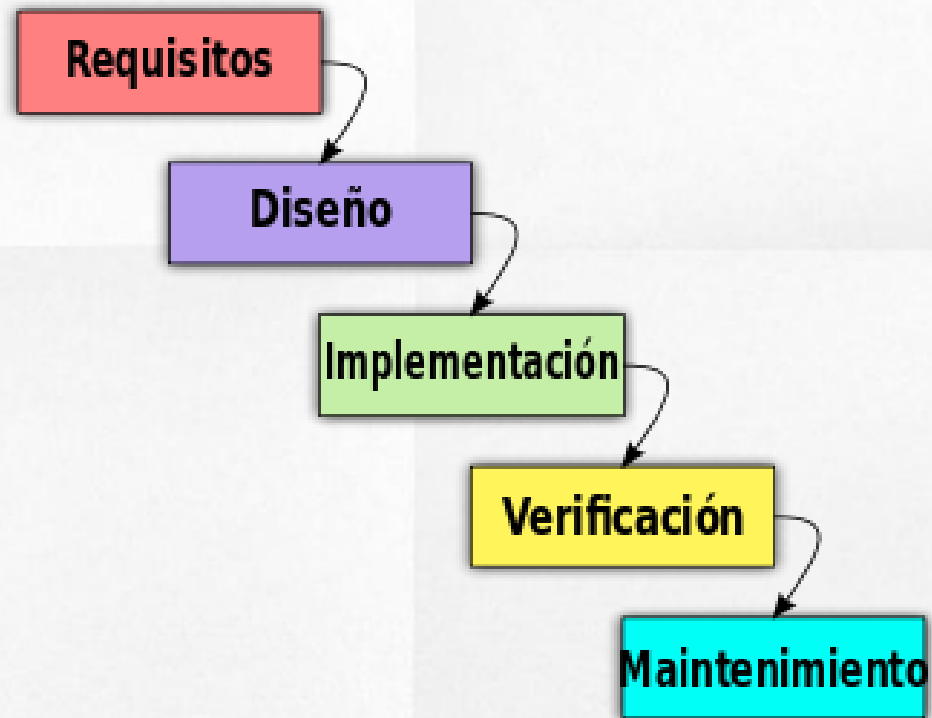 Requisitos
Diseño
Implementación
Verificación
Maintenimiento